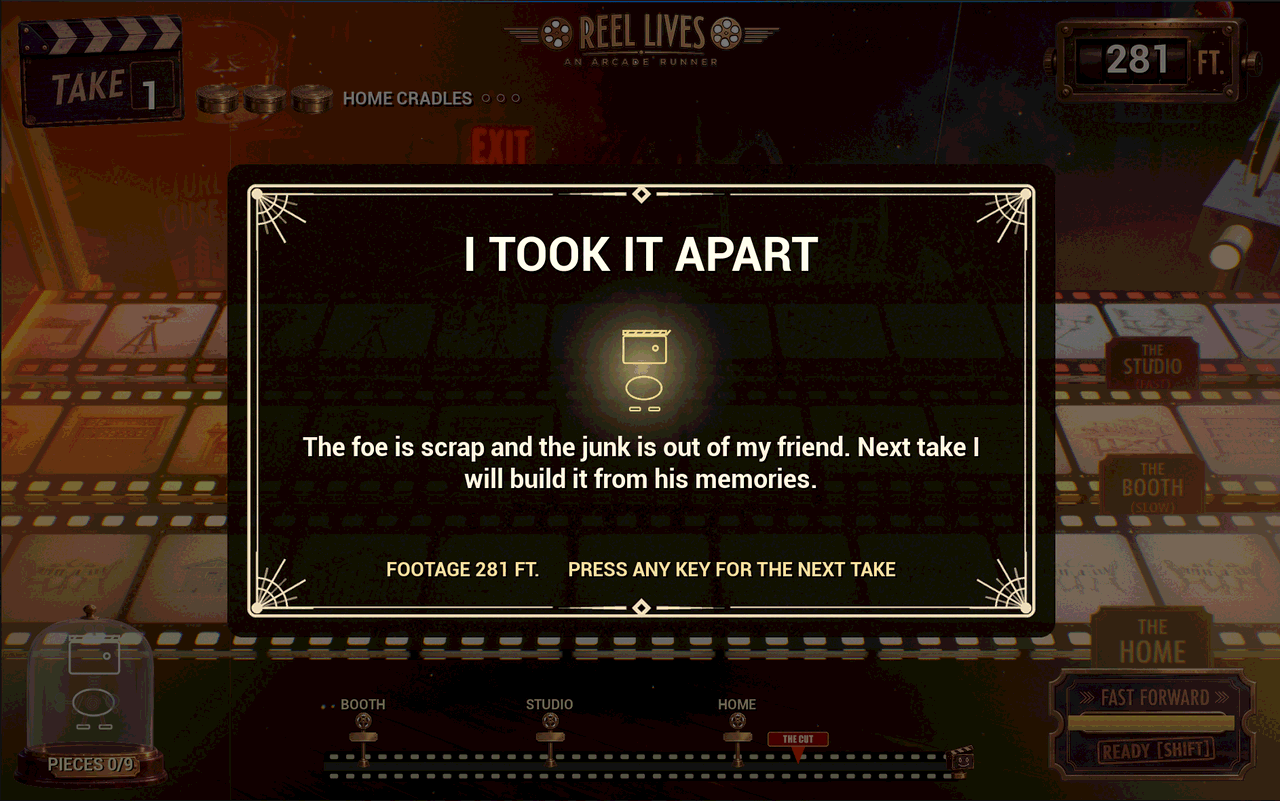 TAKE 1
REEL LIVES
AN ARCADE RUNNER
281 FT.
HOME CRADLES
EXIT
I TOOK IT APART
The foe is scrap and the junk is out of my friend. Next take I
will build it from his memories.
FOOTAGE 281 FT. PRESS ANY KEY FOR THE NEXT TAKE
THE
STUDIO
THE
BOOTH
(SLOW)
THE
HOME
FAST FORWARD
READY [SHIFT]
PIECES 0/9
BOOTH
STUDIO
HOME
THE CUT